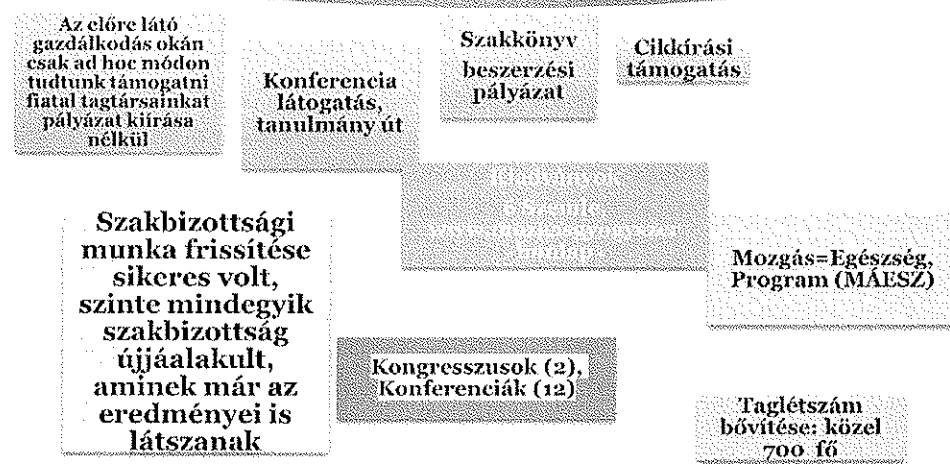 Az előre látó
gazdálkodás okán
csak ad hoc módon
tudtunk támogatni
fiatal tagtársainkat
pályázat kiírása
nélkül
Konferencia
látogatás,
tanulmány út
Szakkönyv
beszerzési
pályázat
Cikkírási
támogatás
Szakbizottsági
munka frissítése
sikeres volt,
szinte mindegyik
szakbizottság
újjáalakult,
aminek már az
eredményei is
látszanak
Mozgás=Egészség,
Program (MÁESZ)
Kongresszusok (2),
Konferenciák (12)
Taglétszám
bővítése: közel
700 fő